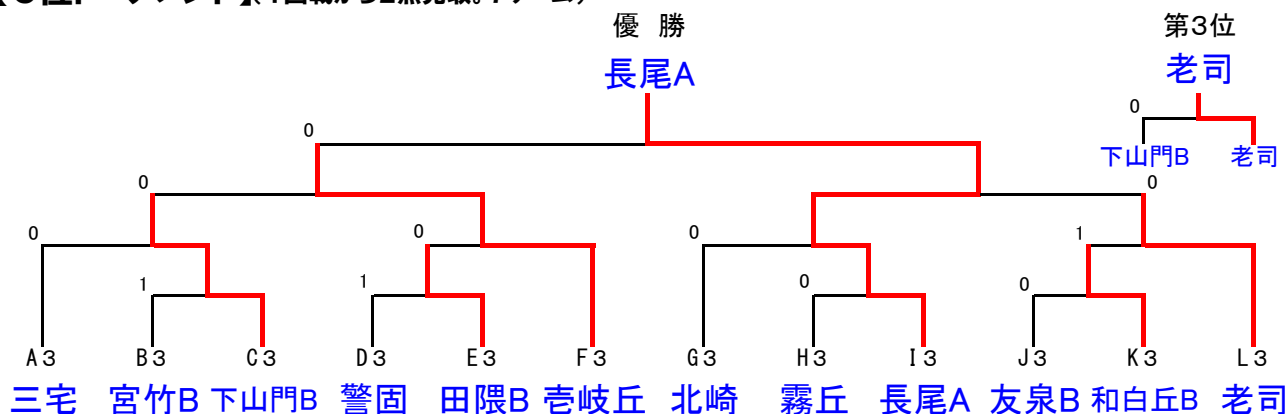 優 勝
第3位
長尾A
老司
0
0
下山門B
老司
0
0
0
0
0
1
1
1
0
0
A3
B3
C3
D3
E3
F3
G3
H3
I3
J3
K3
L3
三宅
宮竹B
下山門B
警固
田隈B
壱岐丘
北崎
霧丘
長尾A
友泉B
和白丘B
老司